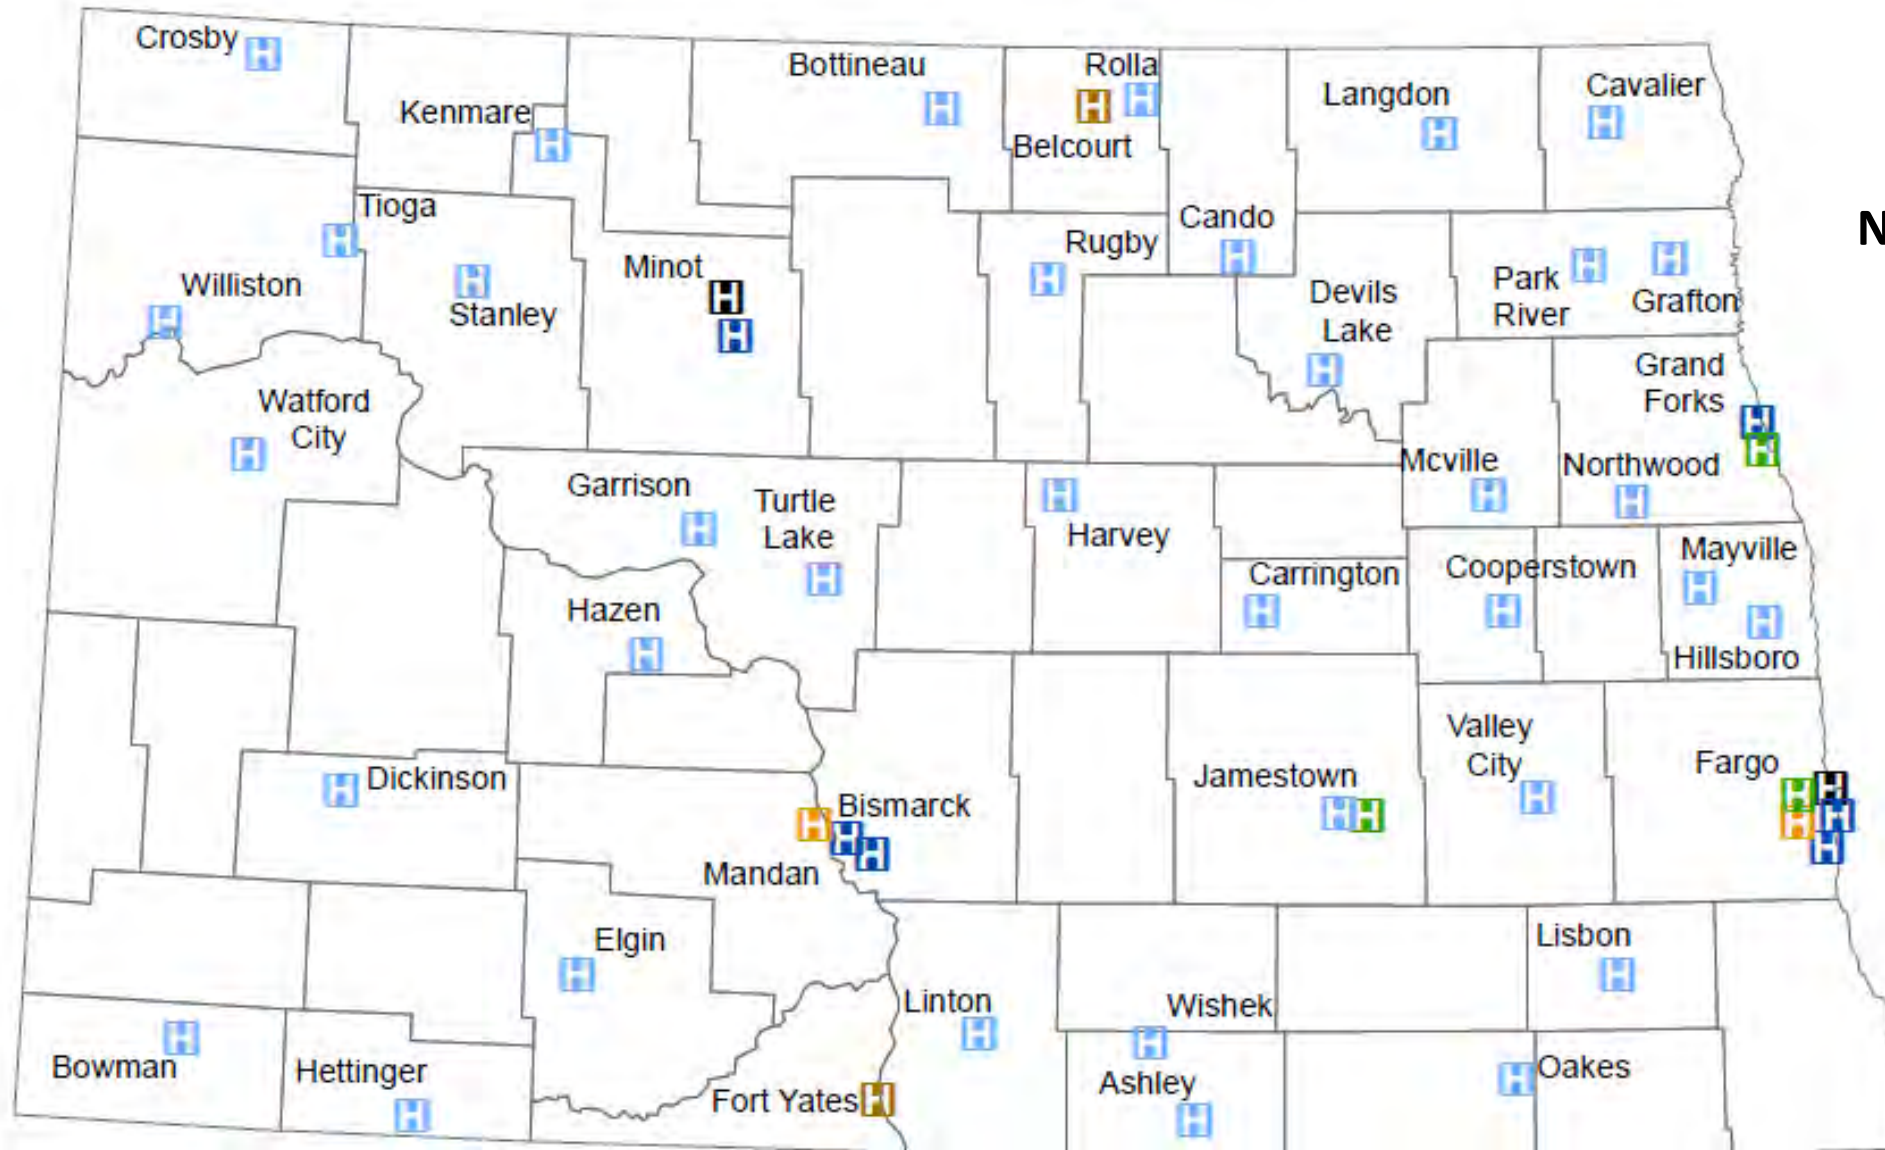 Crosby H
Kenmare H
Bottineau H
Rolla
H H
Belcourt
Langdon H
Cavalier H
Tioga H
Williston H
H
Stanley
Minot H
H
Rugby H
Cando H
Devils
Lake
H
Park
River
H
H
Grafton
N
Grand
Forks
H
H
Watford
City
H
Garrison H
Turtle
Lake
H
Harvey
H
Mcville H
Northwood H
Carrington H
Cooperstown H
Mayville H
H
Hillsboro
Hazen H
H Dickinson
Bismarck
H H H
Mandan
Jamestown
H H
Valley
City
H
Fargo
H H
H H
H
Elgin
H
Linton
H
Wishek
H
Lisbon
H
Bowman H
Hettinger H
Fort Yates H
Ashley H
H Oakes